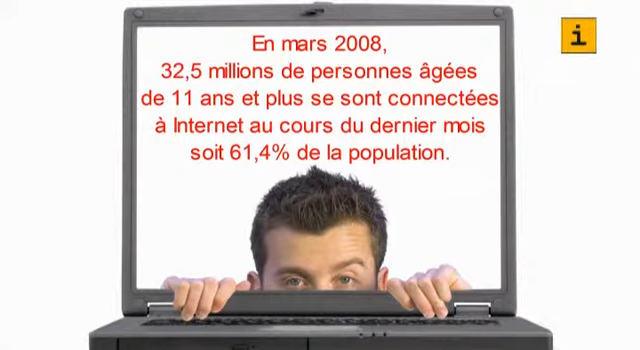 En mars 2008,
32,5 millions de personnes âgées
de 11 ans et plus se sont connectées
à Internet au cours du dernier mois
soit 61,4% de la population.
i